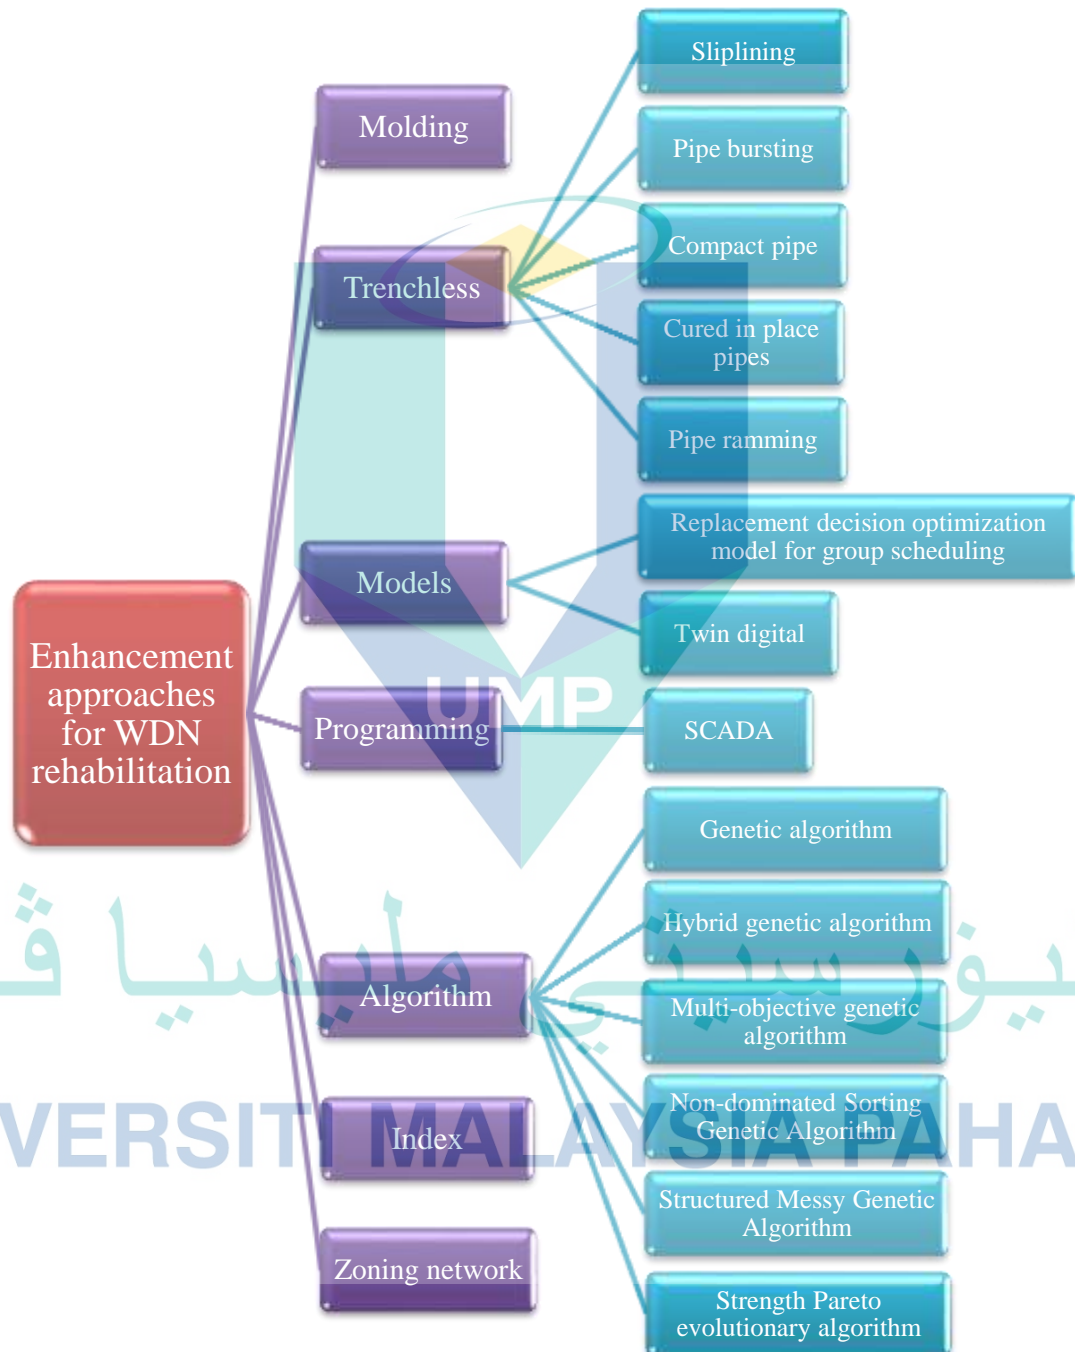 Sliplining
Molding
Pipe bursting
Compact pipe
Trenchless
Cured in place
pipes
Pipe ramming
Replacement decision optimization
model for group scheduling
Models
Twin digital
Enhancement
approaches
for WDN
rehabilitation
UMP
Programming
SCADA
Genetic algorithm
Hybrid genetic algorithm
يـۏرسيتي مليسيا ڤ
Algorithm
Multi-objective genetic
algorithm
Non-dominated Sorting
Genetic Algorithm
VERSITI MALAYSIA PAHA
Index
Structured Messy Genetic
Algorithm
Zoning network
Strength Pareto
evolutionary algorithm